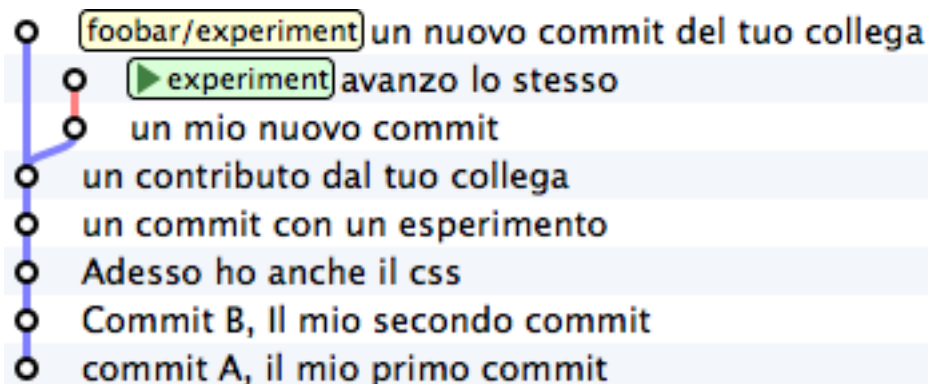 foobar/experiment un nuovo commit del tuo collega
experiment avanzo lo stesso
un mio nuovo commit
un contributo dal tuo collega
un commit con un esperimento
Adesso ho anche il css
Commit B, Il mio secondo commit
commit A, il mio primo commit